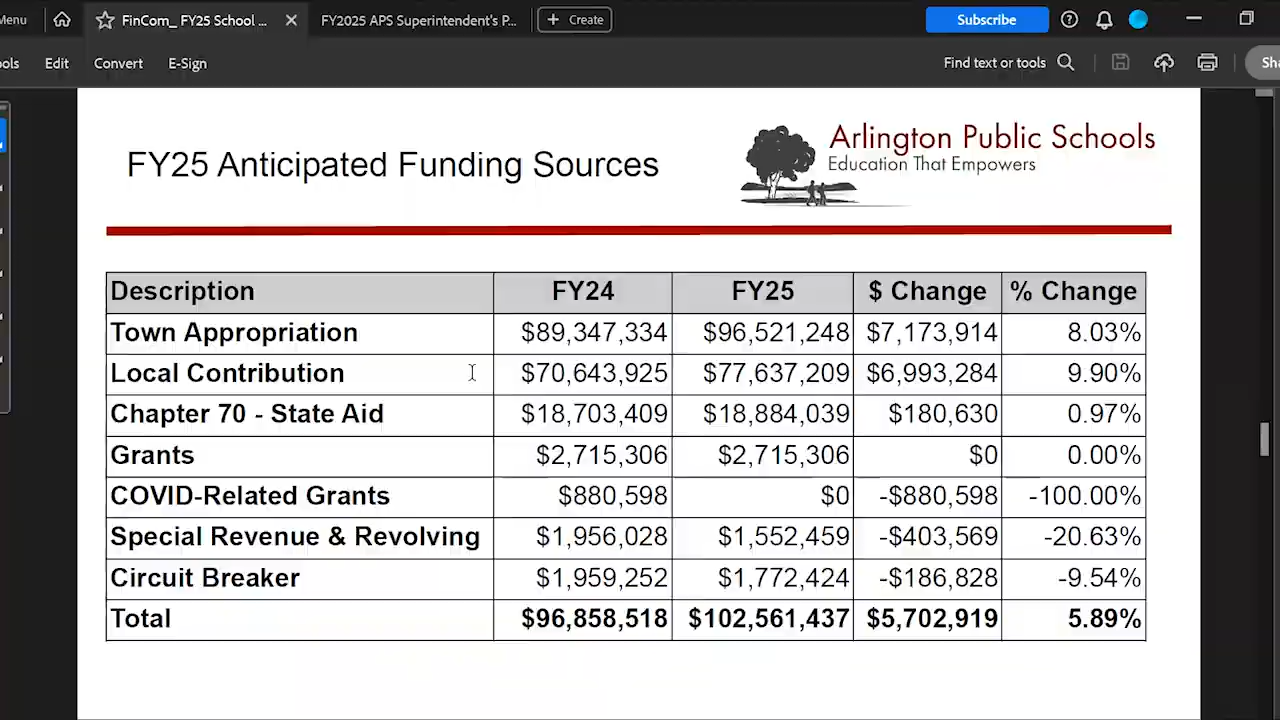 Menu
FinCom_ FY25 School ...
FY2025 APS Superintendent's P...
+ Create
Subscribe
Edit
Convert
E-Sign
Find text or tools
FY25 Anticipated Funding Sources
Arlington Public Schools
Education That Empowers
Description FY24 FY25 $ Change % Change
Town Appropriation $89,347,334 $96,521,248 $7,173,914 8.03%
Local Contribution $70,643,925 $77,637,209 $6,993,284 9.90%
Chapter 70 - State Aid $18,703,409 $18,884,039 $180,630 0.97%
Grants $2,715,306 $2,715,306 $0 0.00%
COVID-Related Grants $880,598 $0 -$880,598 -100.00%
Special Revenue & Revolving $1,956,028 $1,552,459 -$403,569 -20.63%
Circuit Breaker $1,959,252 $1,772,424 -$186,828 -9.54%
Total $96,858,518 $102,561,437 $5,702,919 5.89%